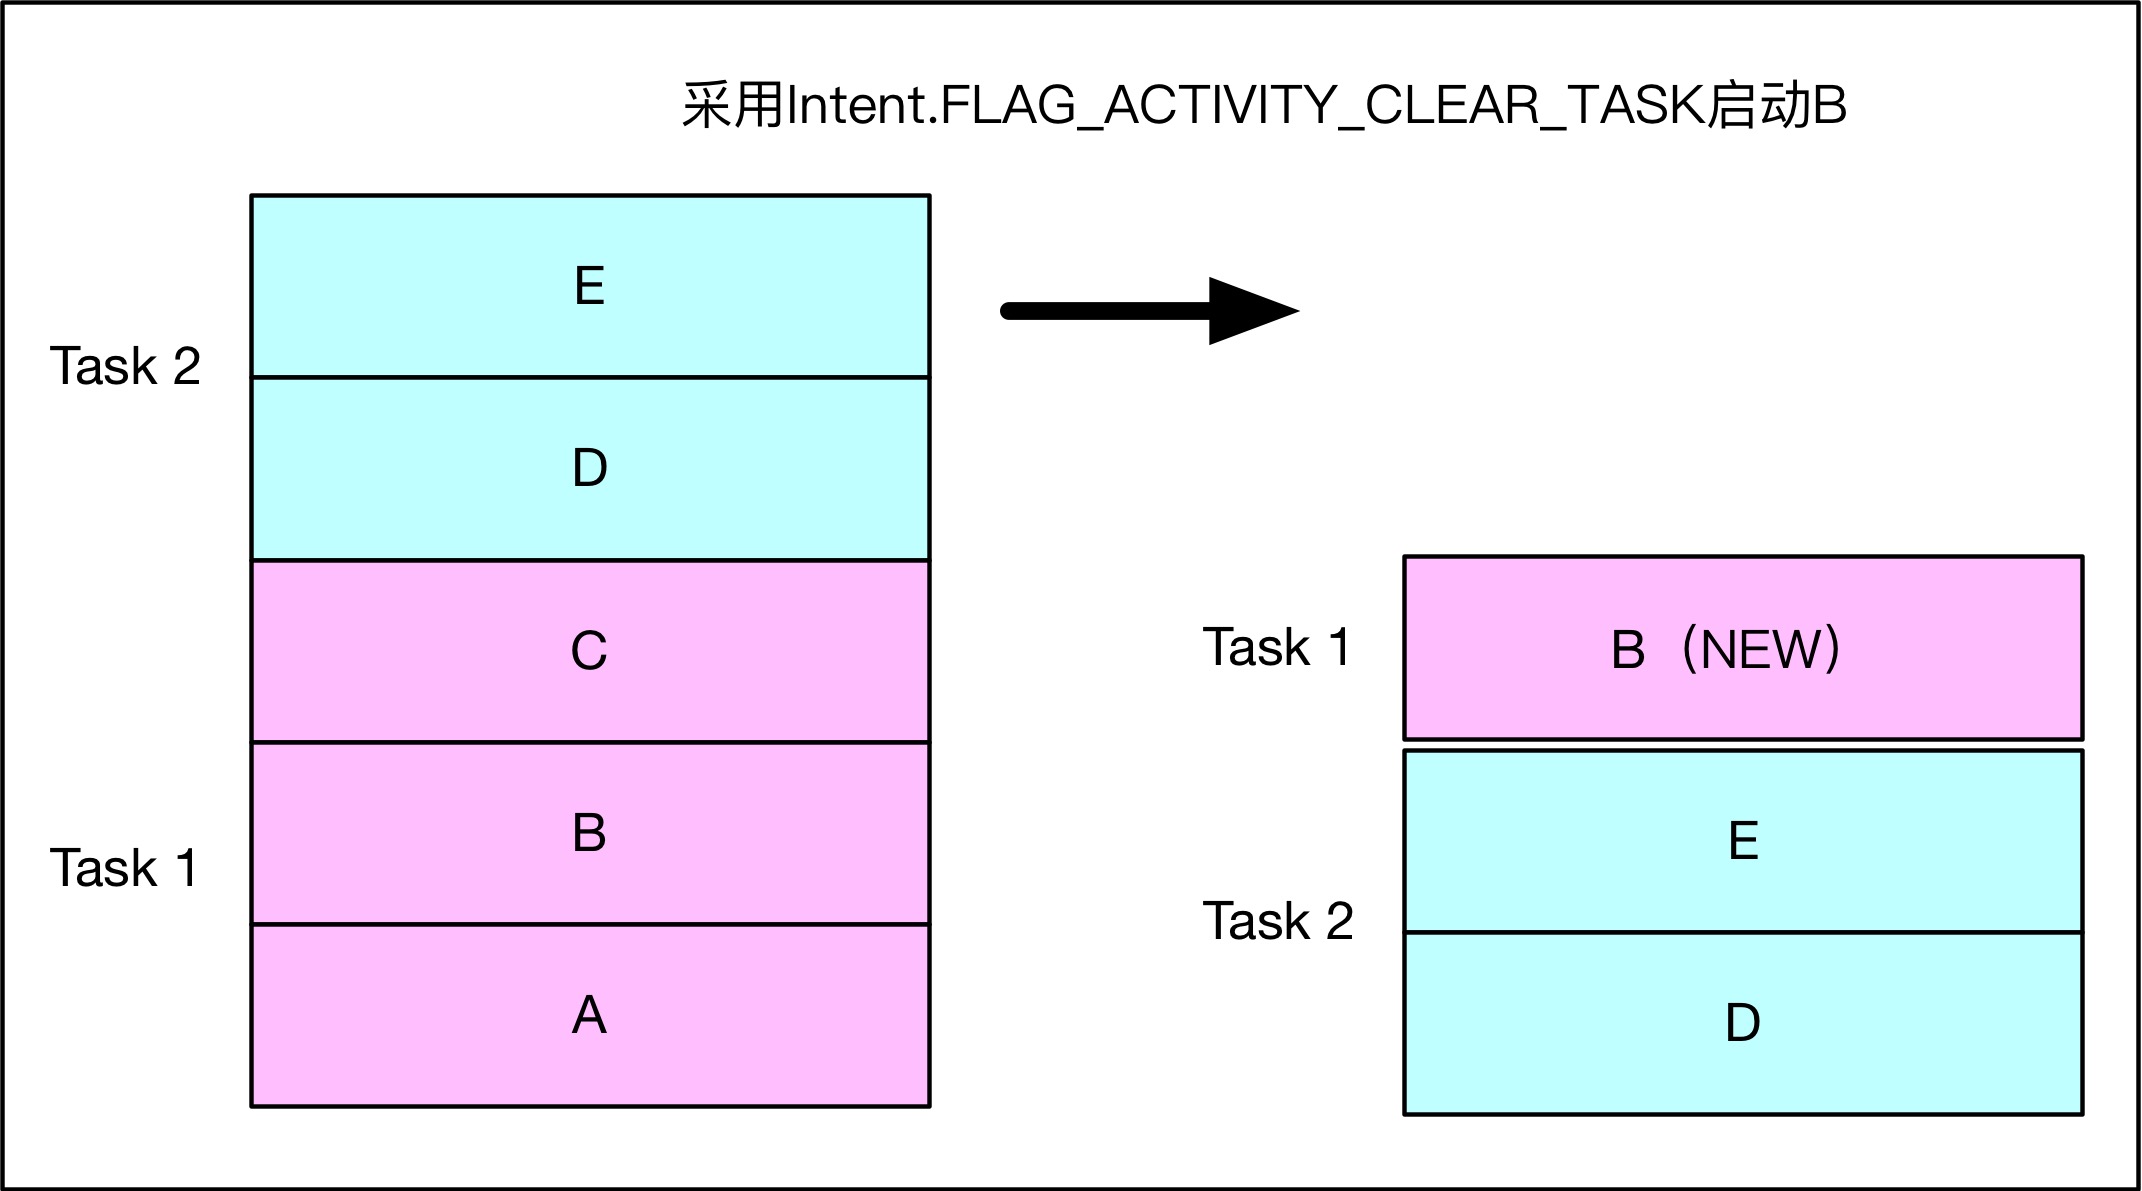 采用Intent.FLAG_ACTIVITY_CLEAR_TASK启动B
Task 2
E
D
Task 1
C
B
A
Task 1
B（NEW）
Task 2
E
D